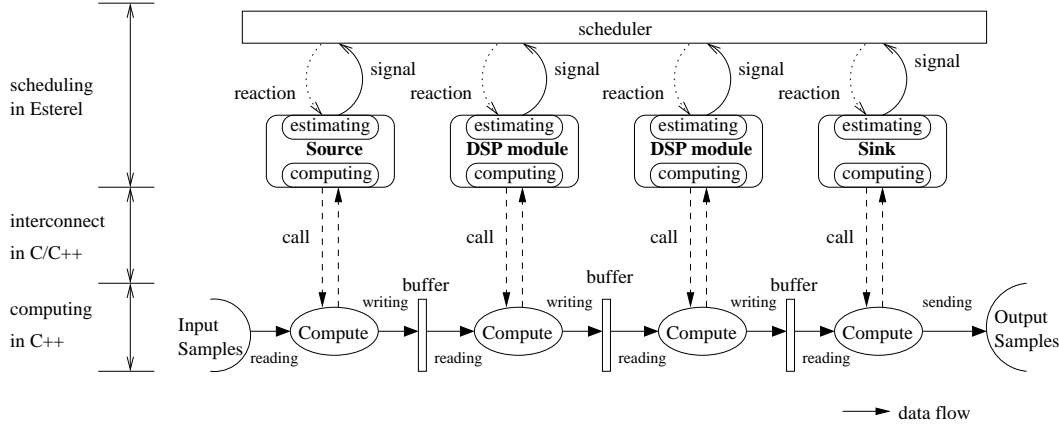 scheduler
scheduling
in Esterel
reaction
signal
reaction
signal
reaction
signal
reaction
signal
estimating
Source
computing
estimating
DSP module
computing
estimating
DSP module
computing
estimating
Sink
computing
interconnect
in C/C++
call
call
call
call
computing
in C++
Input
Samples
reading
Compute
writing
buffer
reading
Compute
writing
buffer
reading
Compute
writing
buffer
reading
Compute
sending
Output
Samples
data flow